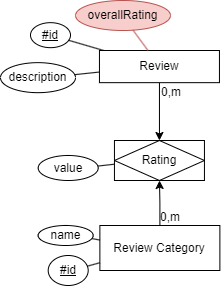 overallRating
#id
Review
description
0,m
Rating
value
0,m
name
Review Category
#id